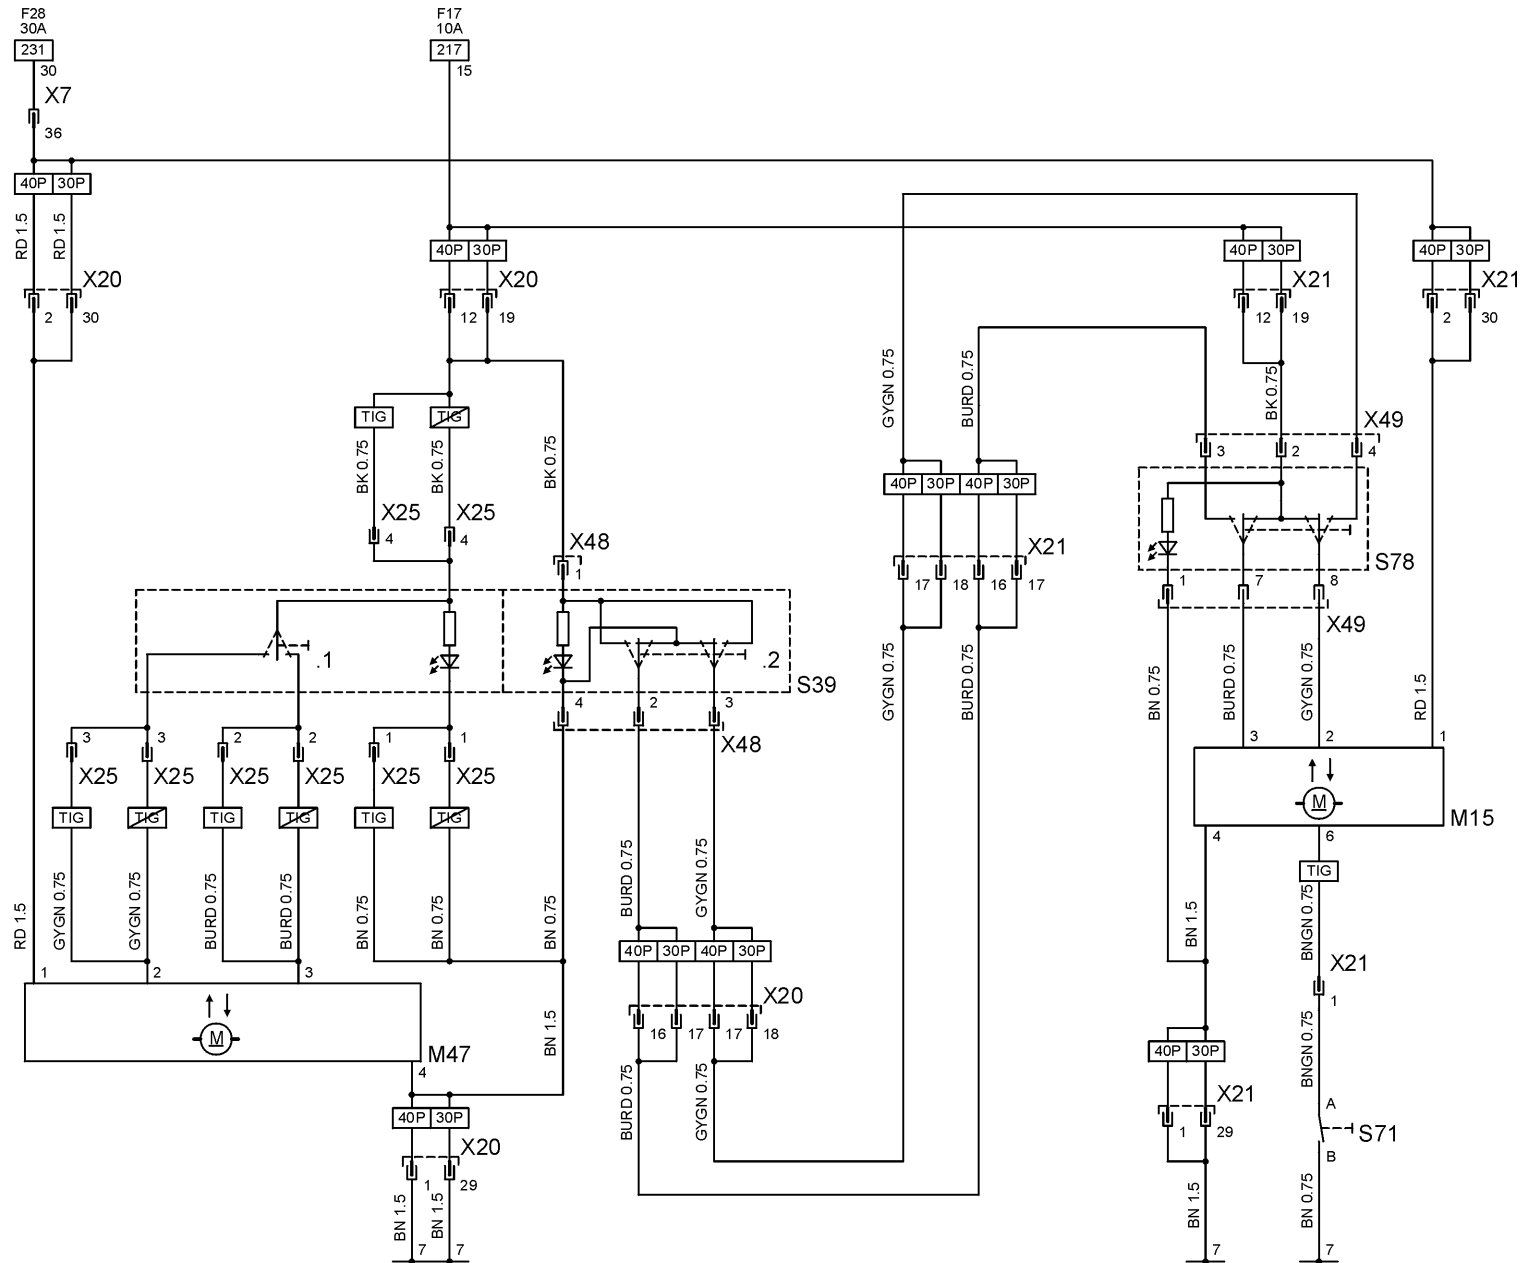 F28 F17
30A 10A
231 217
30 15
X7
36
40P 30P
RD 1.5 RD 1.5
40P 30P 40P 30P 40P 30P
X20 X20 X21 X21
2 30 12 19 12 19 2 30
GYGN 0.75 BURD 0.75 BK 0.75
TIG TIG X49
BK 0.75 BK 0.75 BK 0.75 3 2 4
40P 30P 40P 30P
X25 X25
4 4 X48 X21
1 17 18 16 17 S78
1 7 8
X49
.1 .2
S39
GYGN 0.75 BURD 0.75 BN 0.75 BURD 0.75 GYGN 0.75 RD 1.5
4 2 3
X48
3 3 2 2 1 1 3 2 1
X25 X25 X25 X25 X25 X25
TIG TIG TIG TIG TIG TIG M
M15
4 6
TIG
RD 1.5 GYGN 0.75 GYGN 0.75 BURD 0.75 BURD 0.75 BN 0.75 BN 0.75 BN 0.75 BURD 0.75 GYGN 0.75 BN 1.5 BNGN 0.75
40P 30P 40P 30P
1 2 3 X21
X20 1
16 17 17 18
M BN 1.5 BNGN 0.75
M47 40P 30P
4
BURD 0.75 GYGN 0.75
X21 A
40P 30P 1 29 S71
X20 B
1 29
BN 1.5 BN 1.5 BN 1.5 BN 0.75
7 7 7 7